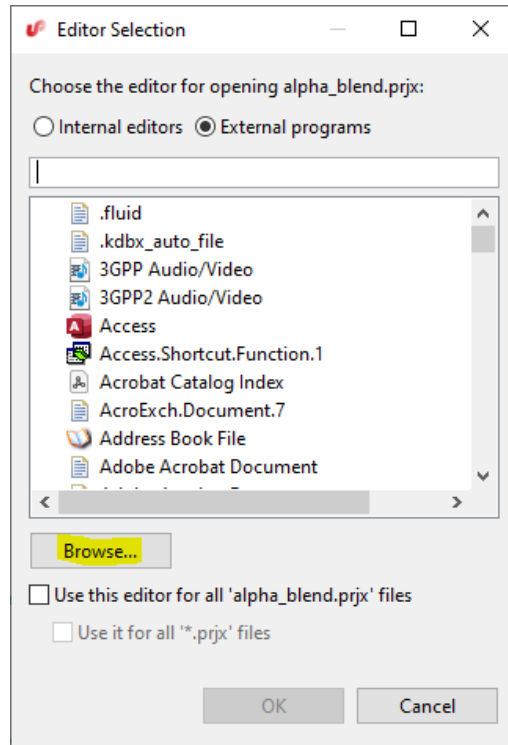 Editor Selection
Choose the editor for opening alpha_blend.prjx:
Internal editors External programs
.fluid
.kdbx_auto_file
3GPP Audio/Video
3GPP2 Audio/Video
Access
Access.Shortcut.Function.1
Acrobat Catalog Index
AcroExch.Document.7
Address Book File
Adobe Acrobat Document
Browse...
Use this editor for all 'alpha_blend.prjx' files
Use it for all '*.prjx' files
OK Cancel